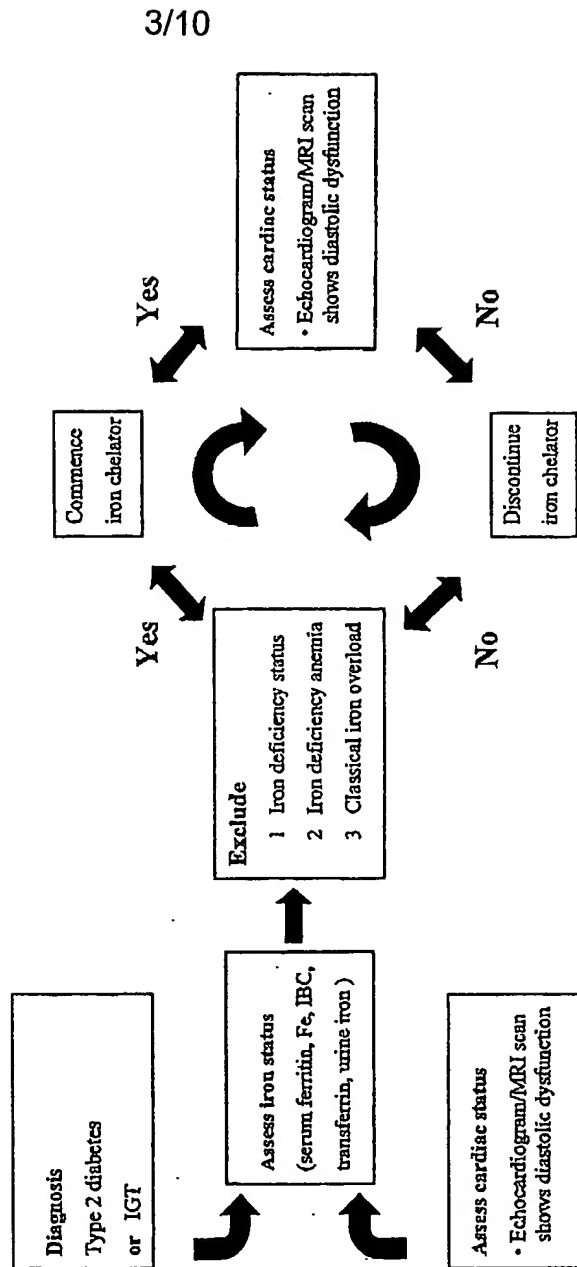 3/10
Diagnosis
Type 2 diabetes
or IGT
Assess cardiac status
• Echocardiogram/MRI scan
shows diastolic dysfunction
Assess iron status
(serum ferritin, Fe, IBC,
transferrin, urine iron )
Exclude
1 Iron deficiency status
2 Iron deficiency anemia
3 Classical iron overload
Yes
No
Commence
iron chelator
Discontinue
iron chelator
Yes
No
Assess cardiac status
• Echocardiogram/MRI scan
shows diastolic dysfunction